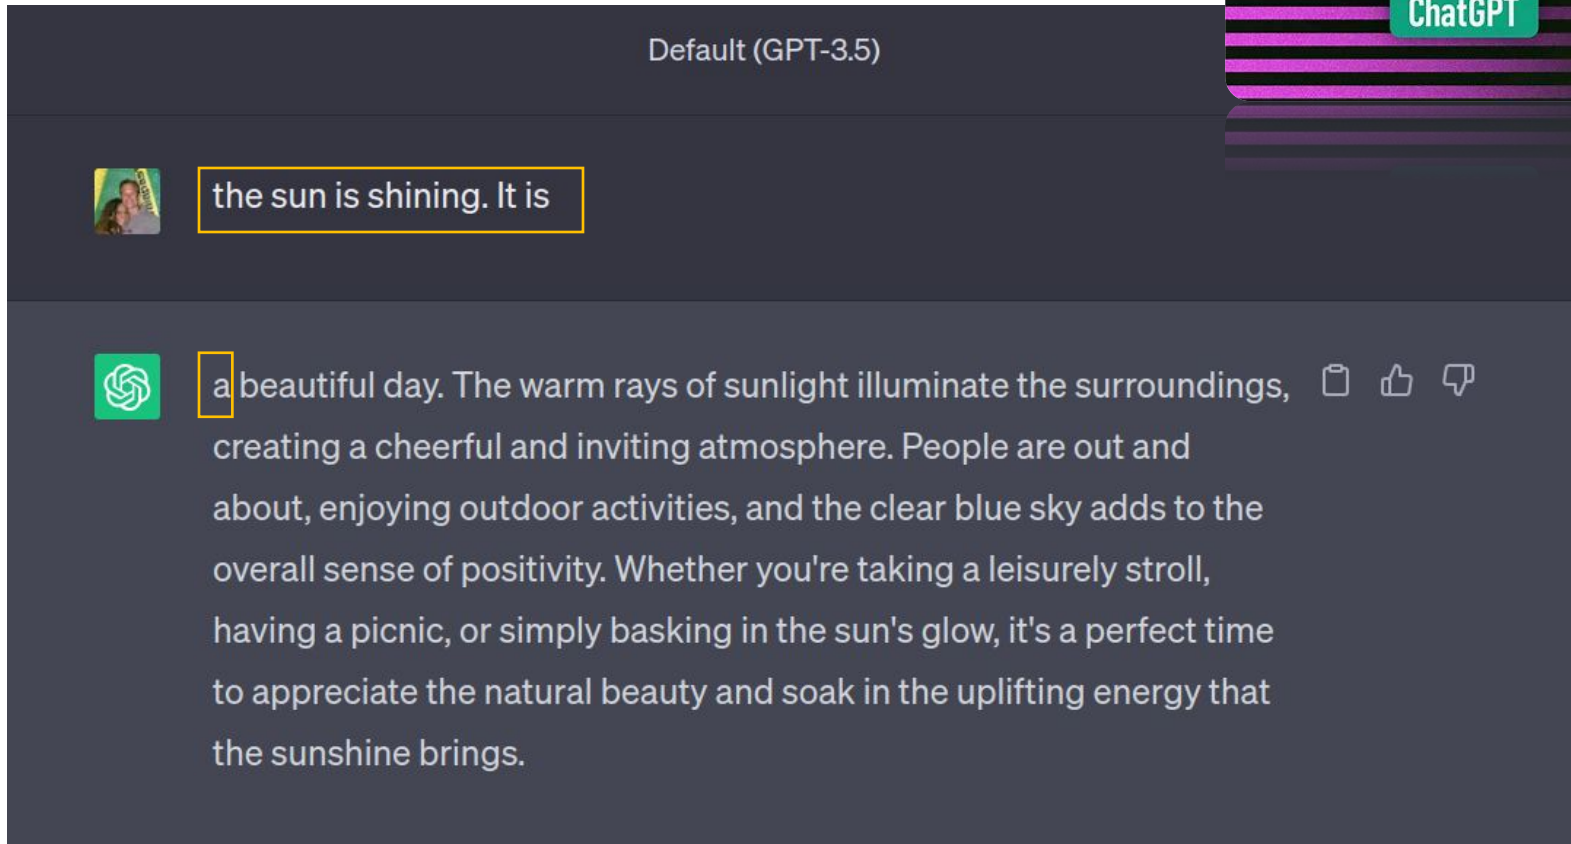 ChatGPT
Default (GPT-3.5)
the sun is shining. It is
a beautiful day. The warm rays of sunlight illuminate the surroundings,
creating a cheerful and inviting atmosphere. People are out and
about, enjoying outdoor activities, and the clear blue sky adds to the
overall sense of positivity. Whether you're taking a leisurely stroll,
having a picnic, or simply basking in the sun's glow, it's a perfect time
to appreciate the natural beauty and soak in the uplifting energy that
the sunshine brings.